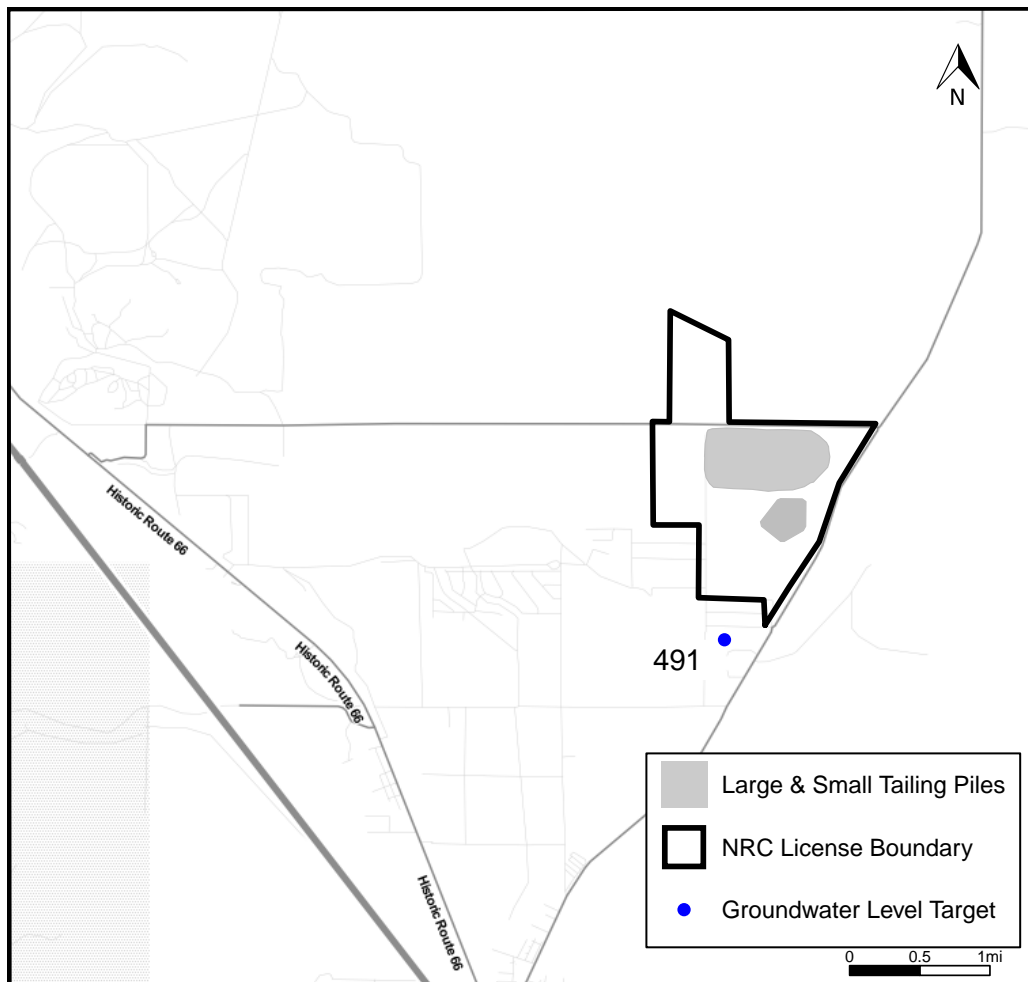 N
Historic Route 66
Historic Route 66
491
Historic Route 66
Large & Small Tailing Piles
NRC License Boundary
Groundwater Level Target
0 0.5 1mi